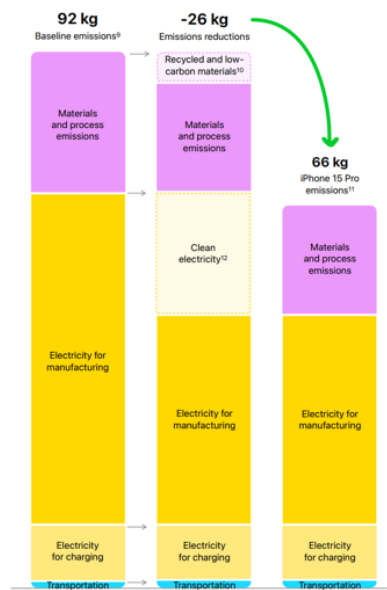 92 kg
Baseline emissions⁹
Materials
and process
emissions
Electricity for
manufacturing
Electricity
for charging
Transportation
-26 kg
Emissions reductions
Recycled and low-
carbon materials¹⁰
Materials
and process
emissions
Clean
electricity¹²
Electricity for
manufacturing
Electricity
for charging
Transportation
66 kg
iPhone 15 Pro
emissions¹¹
Materials
and process
emissions
Electricity for
manufacturing
Electricity
for charging
Transportation